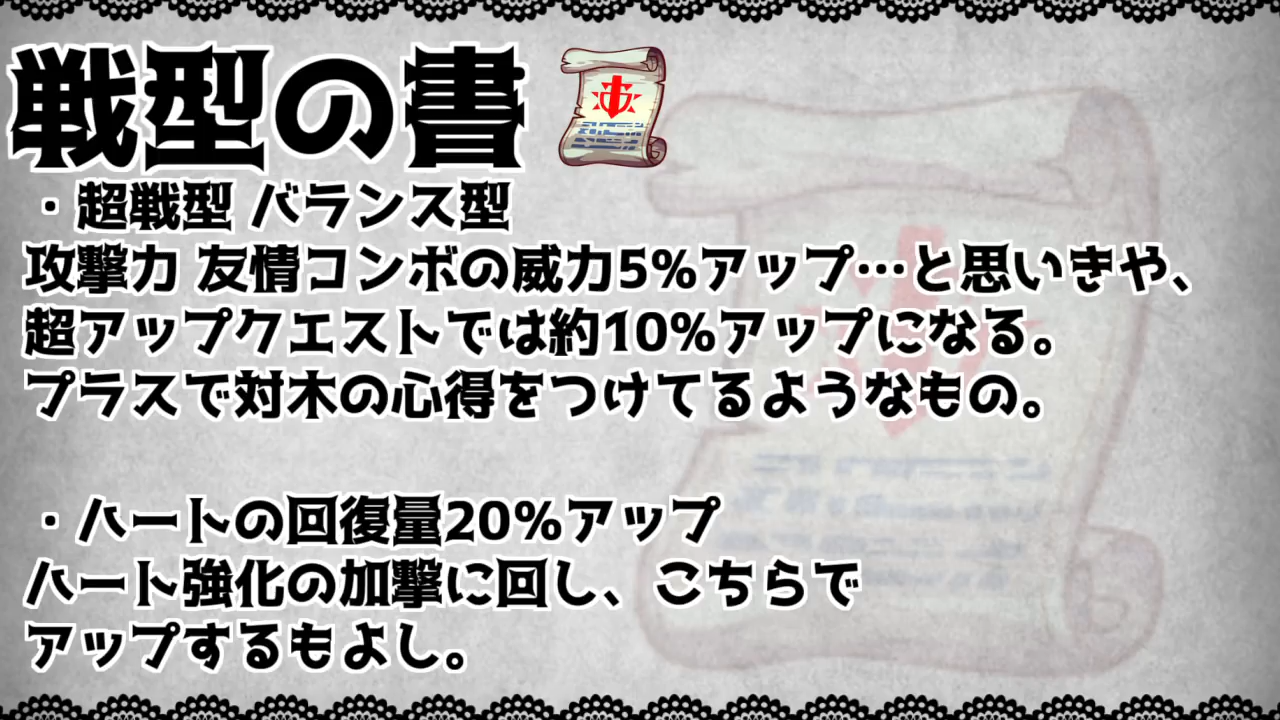 戦型の書
・超戦型 バランス型
攻撃力 友情コンボの威力5%アップ…と思いきや、
超アップクエストでは約10%アップになる。
プラスで対木の心得をつけてるようなもの。
・ハートの回復量20%アップ
ハート強化の加撃に回し、こちらで
アップするもよし。